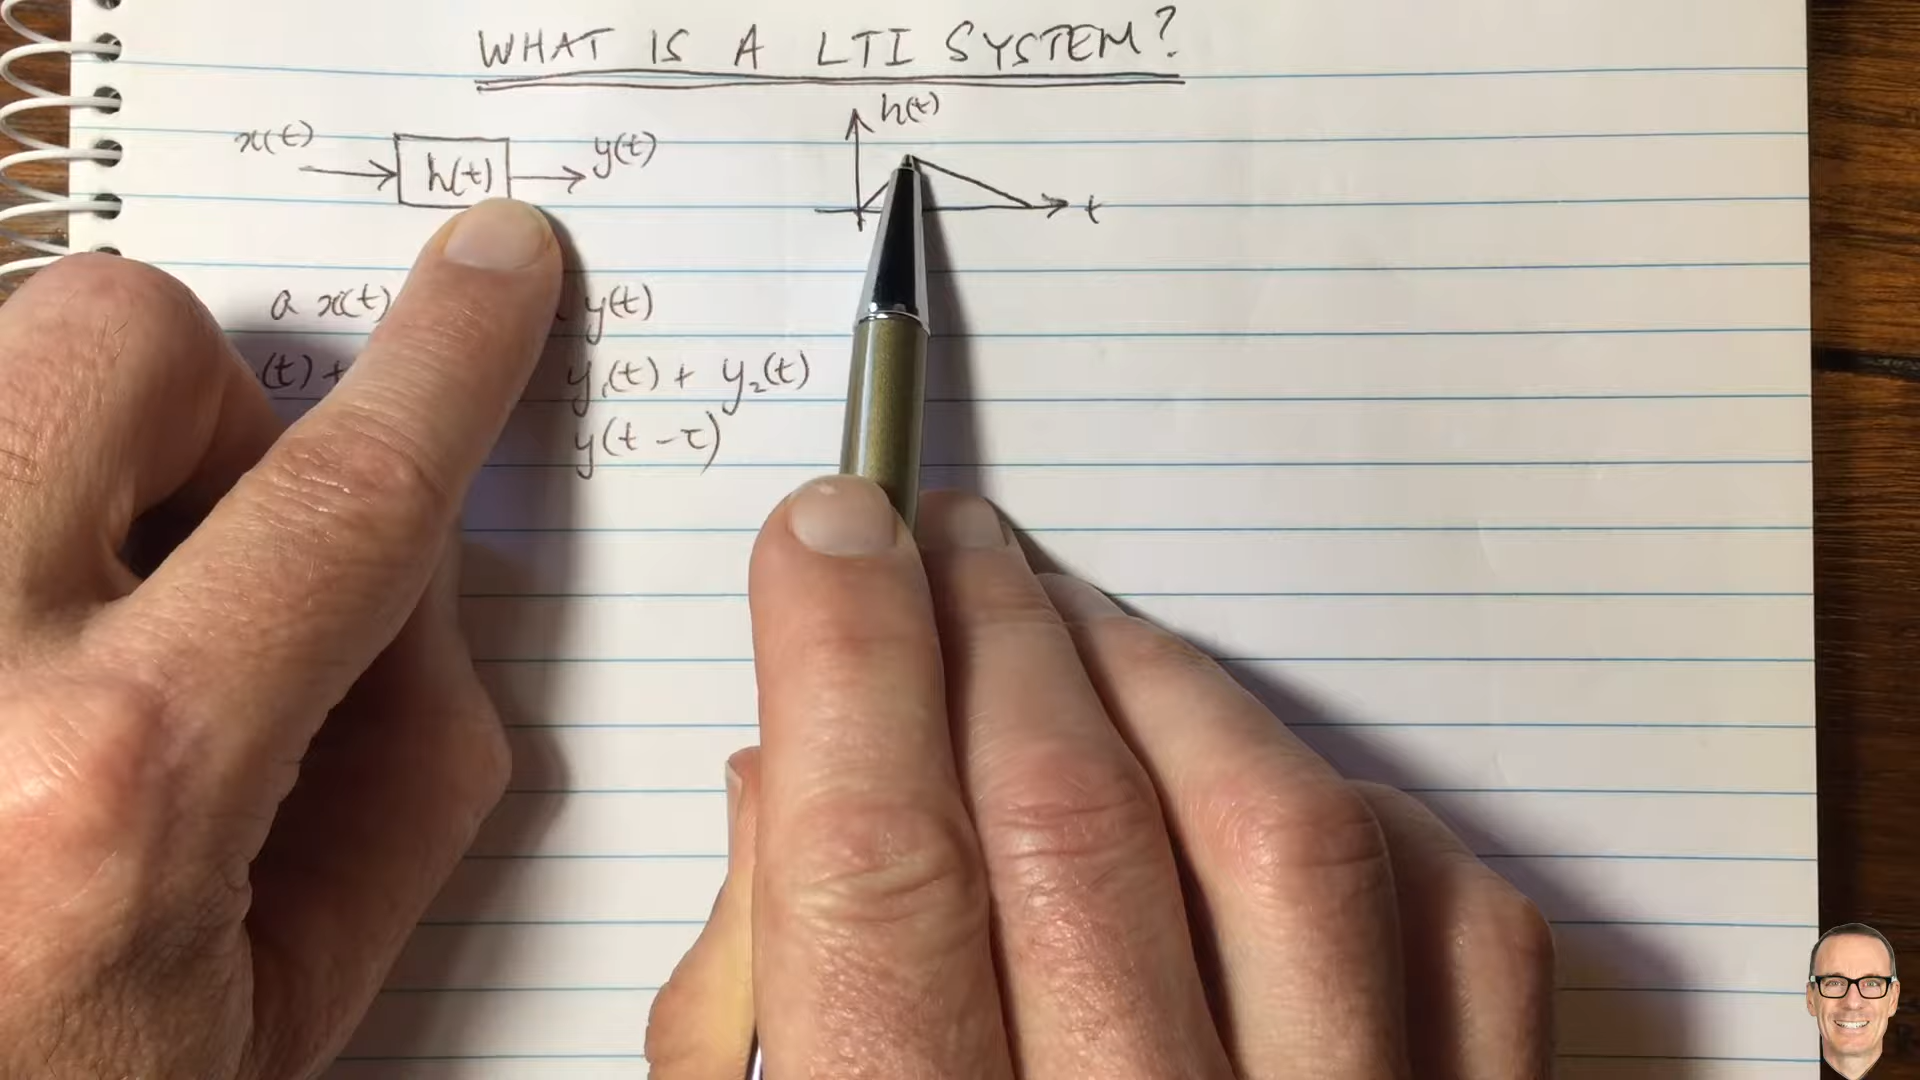 WHAT IS A LTI SYSTEM?
x(t) h(t) y(t)
h(t)
t
a x(t) y(t)
(t) + y₁(t) + y₂(t)
y(t - τ)